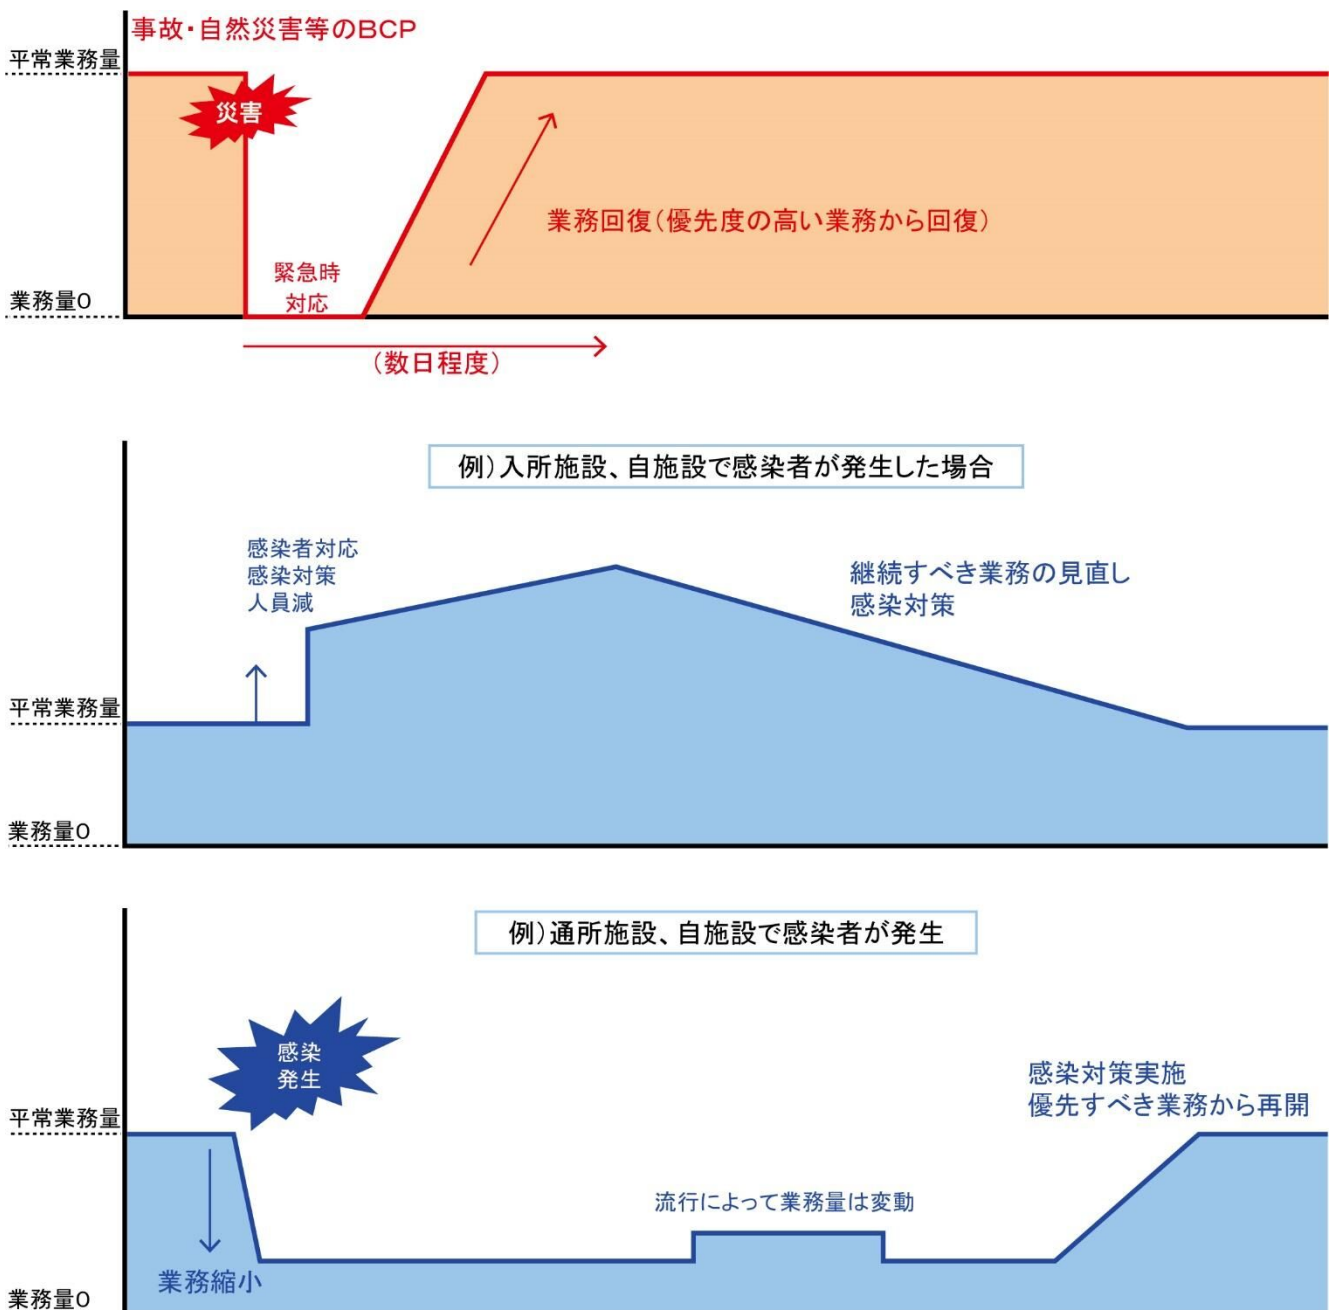 事故・自然災害等のBCP
平常業務量
災害
業務回復(優先度の高い業務から回復)
緊急時
対応
業務量0
(数日程度)
例)入所施設、自施設で感染者が発生した場合
感染者対応
感染対策
人員減
継続すべき業務の見直し
感染対策
平常業務量
業務量0
例)通所施設、自施設で感染者が発生
感染
発生
感染対策実施
優先すべき業務から再開
平常業務量
流行によって業務量は変動
業務縮小
業務量0